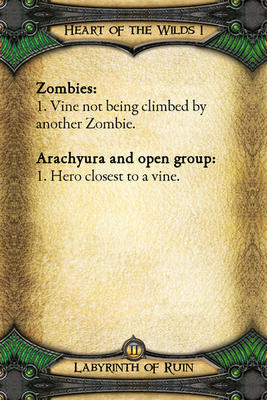 Heart of the Wilds I
Zombies:
1. Vine not being climbed by
another Zombie.
Arachyura and open group:
1. Hero closest to a vine.
II
Labyrinth of Ruin